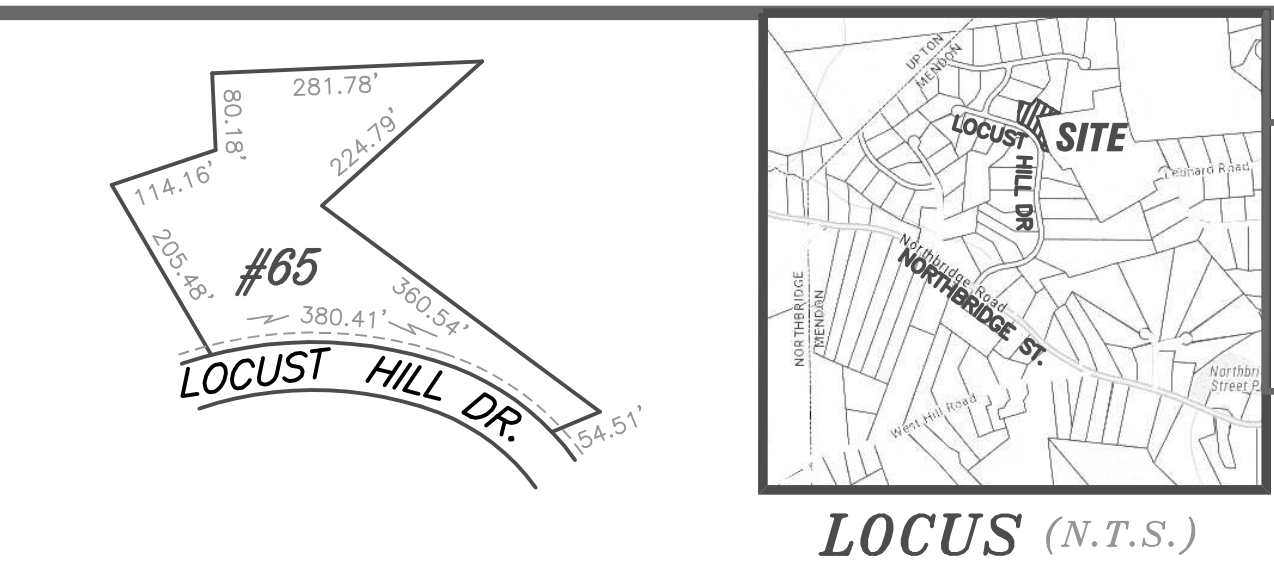 281.78'
80.18'
224.79'
114.16'
205.48'
#65
360.54'
380.41'
LOCUST HILL DR.
54.51'
UPTON
MENDON
LOCUST HILL DR
SITE
Leonard Road
Northbridge Road
NORTHBRIDGE ST.
NORTHBRIDGE
MENDON
West Hill Road
Northbri
Street P
LOCUS (N.T.S.)